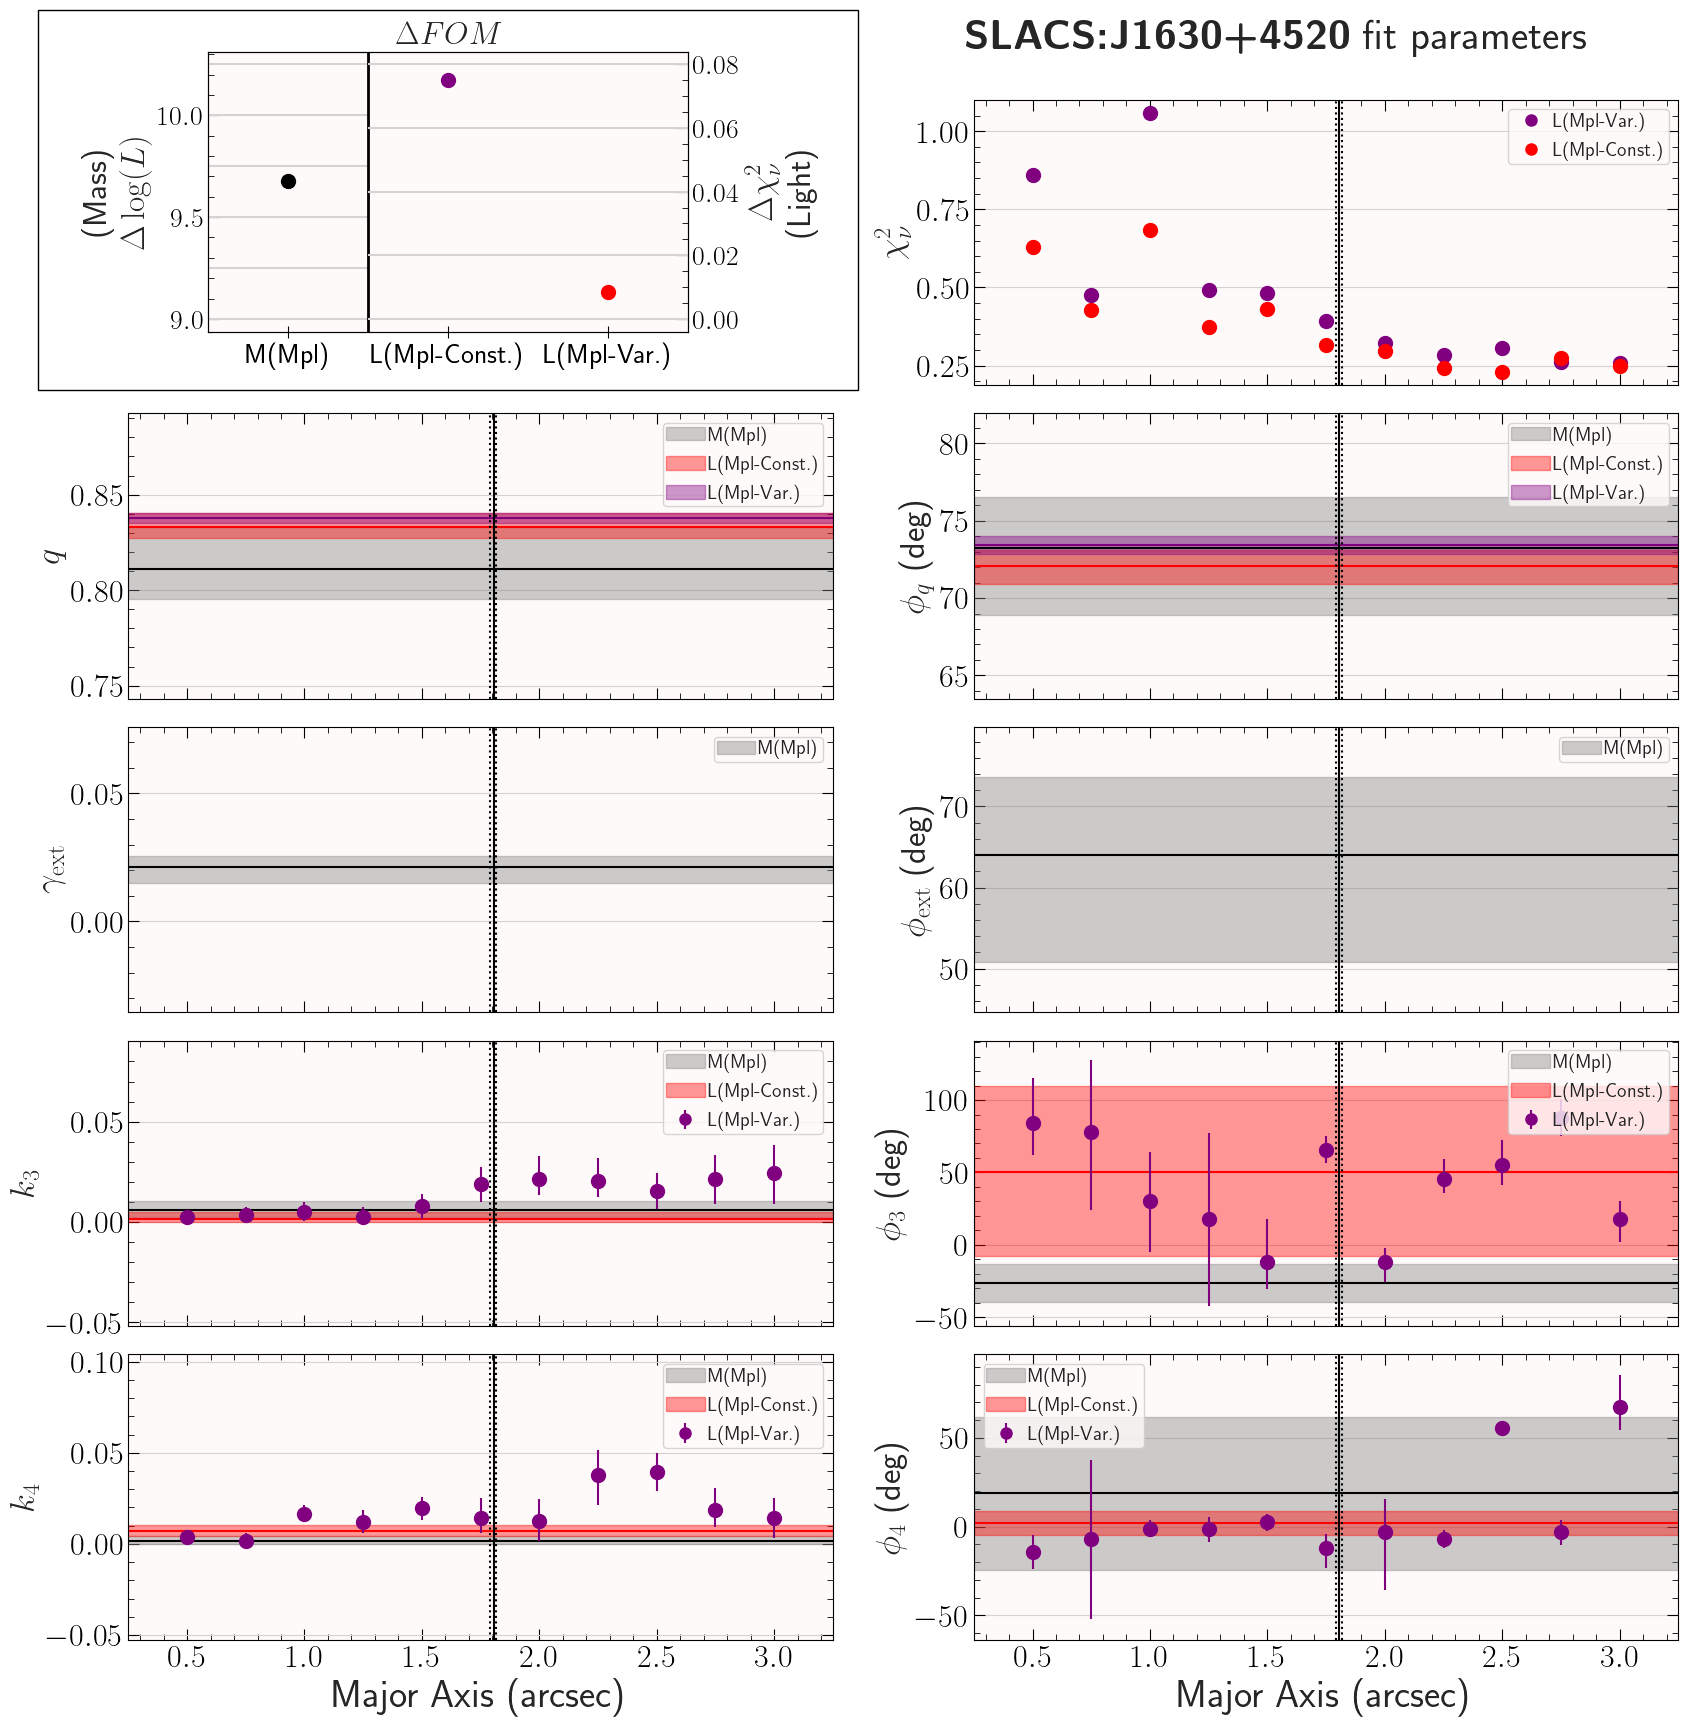 SLACS:J1630+4520 fit parameters
ΔFOM
(Mass)
Δ log(L)
10.0
9.5
9.0
0.08
0.06
0.04
0.02
0.00
Δχ²ᵥ
(Light)
M(Mpl) L(Mpl-Const.) L(Mpl-Var.)
χ²ᵥ
1.00
0.75
0.50
0.25
L(Mpl-Var.)
L(Mpl-Const.)
q
0.85
0.80
0.75
M(Mpl)
L(Mpl-Const.)
L(Mpl-Var.)
ϕ_q (deg)
80
75
70
65
M(Mpl)
L(Mpl-Const.)
L(Mpl-Var.)
γ_ext
0.05
0.00
M(Mpl)
ϕ_ext (deg)
70
60
50
M(Mpl)
k₃
0.05
0.00
−0.05
M(Mpl)
L(Mpl-Const.)
L(Mpl-Var.)
ϕ₃ (deg)
100
50
0
−50
M(Mpl)
L(Mpl-Const.)
L(Mpl-Var.)
k₄
0.10
0.05
0.00
−0.05
M(Mpl)
L(Mpl-Const.)
L(Mpl-Var.)
0.5 1.0 1.5 2.0 2.5 3.0
Major Axis (arcsec)
ϕ₄ (deg)
50
0
−50
M(Mpl)
L(Mpl-Const.)
L(Mpl-Var.)
0.5 1.0 1.5 2.0 2.5 3.0
Major Axis (arcsec)